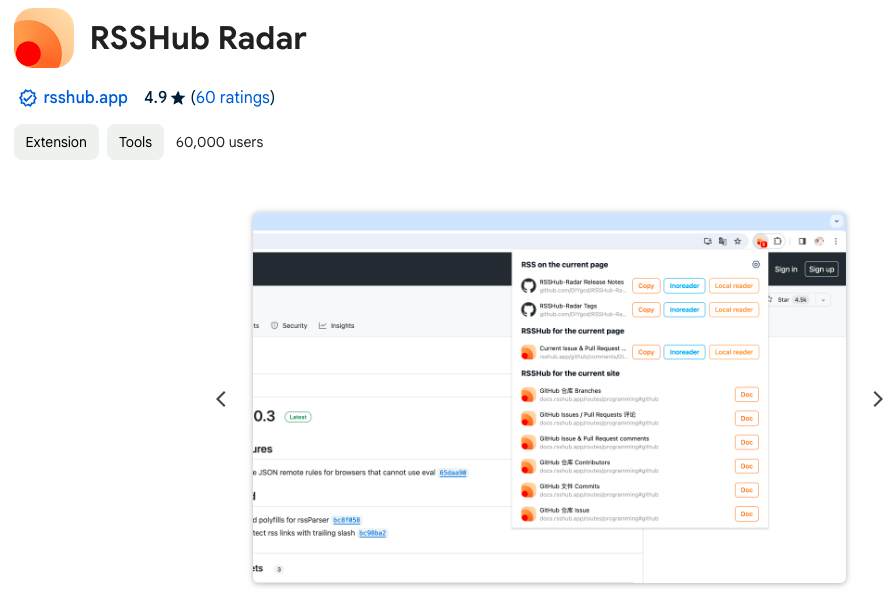 RSSHub Radar
rsshub.app 4.9 ★ (60 ratings)
Extension Tools 60,000 users
RSS on the current page
Sign in Sign up
RSSHub-Radar Release Notes
github.com/DIYgod/RSSHub-Ra...
Copy Inoreader Local reader
Star 4.5k
RSSHub-Radar Tags
github.com/DIYgod/RSSHub-Ra...
Copy Inoreader Local reader
ts Security Insights
RSSHub for the current page
Current Issue & Pull Request ...
rsshub.app/github/comments/DI...
Copy Inoreader Local reader
RSSHub for the current site
GitHub 仓库 Branches
docs.rsshub.app/routes/programming#github
Doc
0.3 Latest
GitHub Issues / Pull Requests 评论
docs.rsshub.app/routes/programming#github
Doc
GitHub Issue & Pull Request comments
docs.rsshub.app/routes/programming#github
Doc
ures
GitHub 仓库 Contributors
docs.rsshub.app/routes/programming#github
Doc
e JSON remote rules for browsers that cannot use eval 65daa90
GitHub 文件 Commits
docs.rsshub.app/routes/programming#github
Doc
d
GitHub 仓库 Issue
docs.rsshub.app/routes/programming#github
Doc
d polyfills for rssParser bc8f058
tect rss links with trailing slash bc98ba2
ets 3